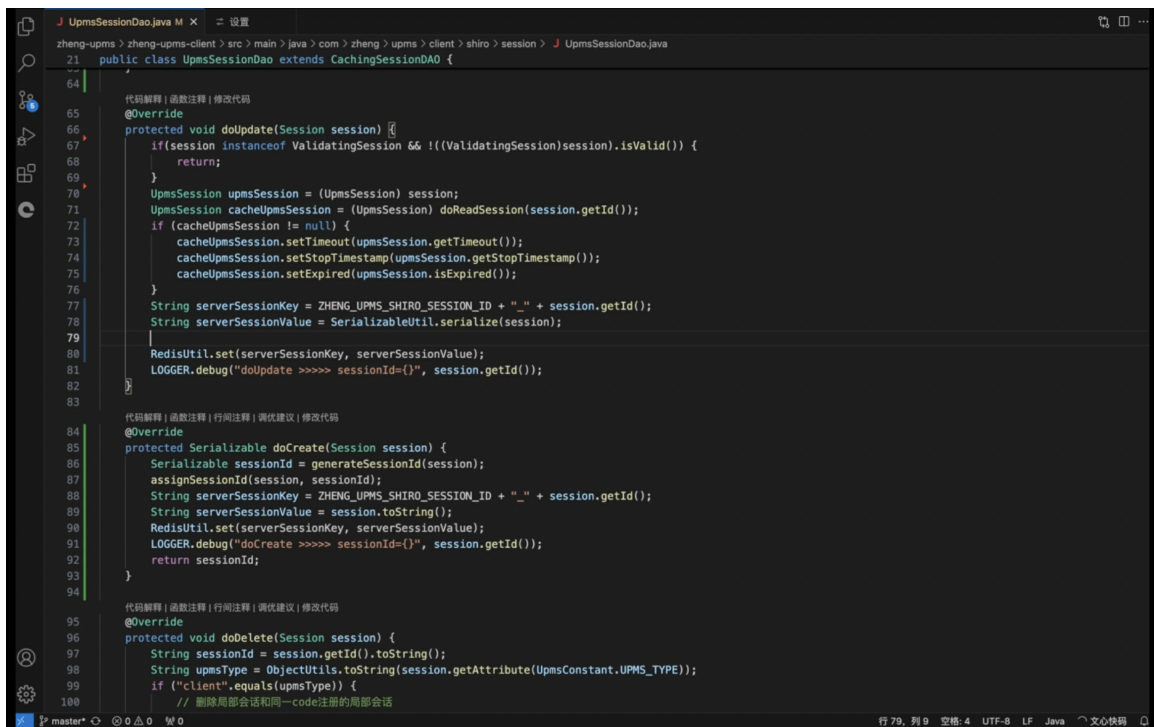 UpmsSessionDao.java M ×
设置
zheng-upms > zheng-upms-client > src > main > java > com > zheng > upms > client > shiro > session > J UpmsSessionDao.java
21 public class UpmsSessionDao extends CachingSessionDAO {
64
代码解释 | 函数注释 | 修改代码
65 @Override
66 protected void doUpdate(Session session) {
67 if(session instanceof ValidatingSession && !((ValidatingSession)session).isValid()) {
68 return;
69 }
70 UpmsSession upmsSession = (UpmsSession) session;
71 UpmsSession cacheUpmsSession = (UpmsSession) doReadSession(session.getId());
72 if (cacheUpmsSession != null) {
73 cacheUpmsSession.setTimeout(upmsSession.getTimeout());
74 cacheUpmsSession.setStopTimestamp(upmsSession.getStopTimestamp());
75 cacheUpmsSession.setExpired(upmsSession.isExpired());
76 }
77 String serverSessionKey = ZHENG_UPMS_SHIRO_SESSION_ID + "_" + session.getId();
78 String serverSessionValue = SerializableUtil.serialize(session);
79
80 RedisUtil.set(serverSessionKey, serverSessionValue);
81 LOGGER.debug("doUpdate >>>>> sessionId={}", session.getId());
82 }
83
代码解释 | 函数注释 | 行间注释 | 调优建议 | 修改代码
84 @Override
85 protected Serializable doCreate(Session session) {
86 Serializable sessionId = generateSessionId(session);
87 assignSessionId(session, sessionId);
88 String serverSessionKey = ZHENG_UPMS_SHIRO_SESSION_ID + "_" + session.getId();
89 String serverSessionValue = session.toString();
90 RedisUtil.set(serverSessionKey, serverSessionValue);
91 LOGGER.debug("doCreate >>>>> sessionId={}", session.getId());
92 return sessionId;
93 }
94
代码解释 | 函数注释 | 行间注释 | 调优建议 | 修改代码
95 @Override
96 protected void doDelete(Session session) {
97 String sessionId = session.getId().toString();
98 String upmsType = ObjectUtils.toString(session.getAttribute(UpmsConstant.UPMS_TYPE));
99 if ("client".equals(upmsType)) {
100 // 删除局部会话和同一code注册的局部会话
master* 0 0 0 行 79, 列 9 空格: 4 UTF-8 LF Java 文心快码